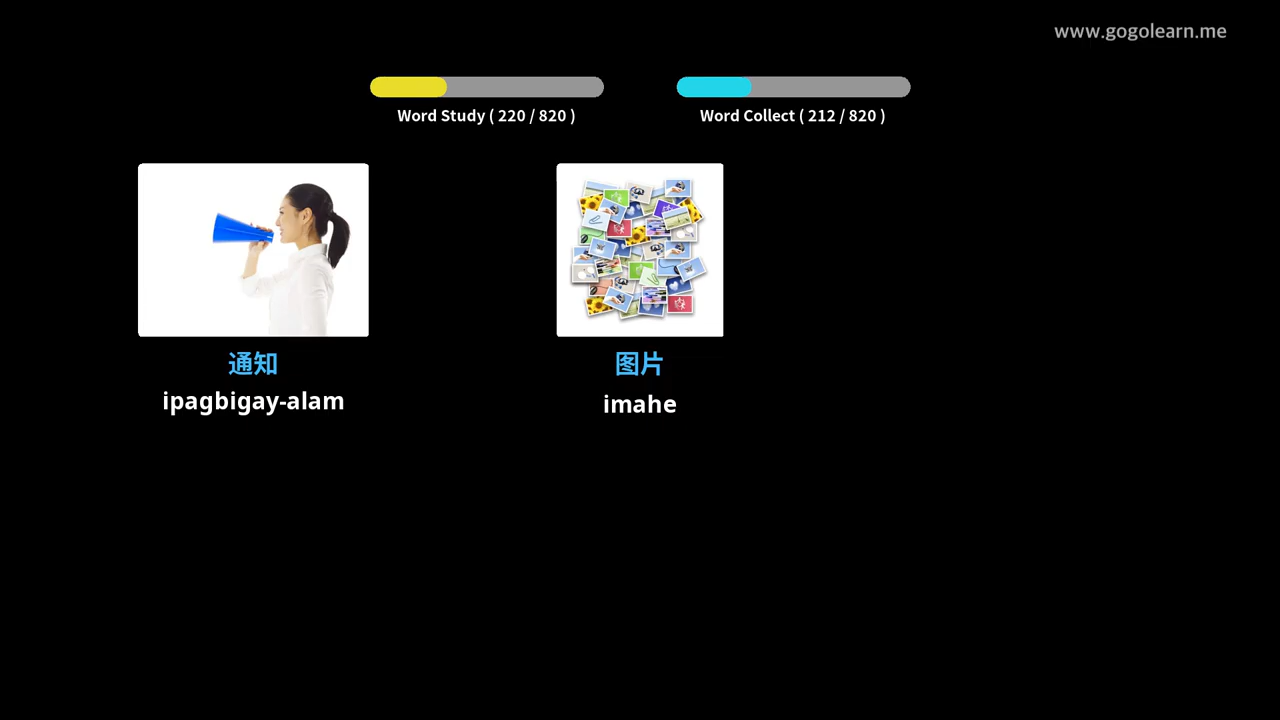 www.gogolearn.me
Word Study ( 220 / 820 )
Word Collect ( 212 / 820 )
通知
ipagbigay-alam
图片
imahe